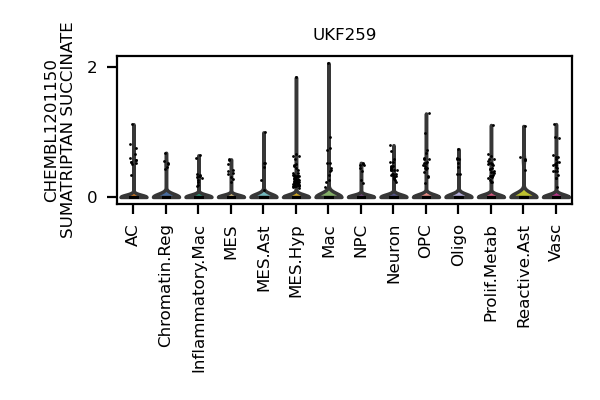 UKF259
CHEMBL1201150
SUMATRIPTAN SUCCINATE
2
0
AC
Chromatin.Reg
Inflammatory.Mac
MES
MES.Ast
MES.Hyp
Mac
NPC
Neuron
OPC
Oligo
Prolif.Metab
Reactive.Ast
Vasc